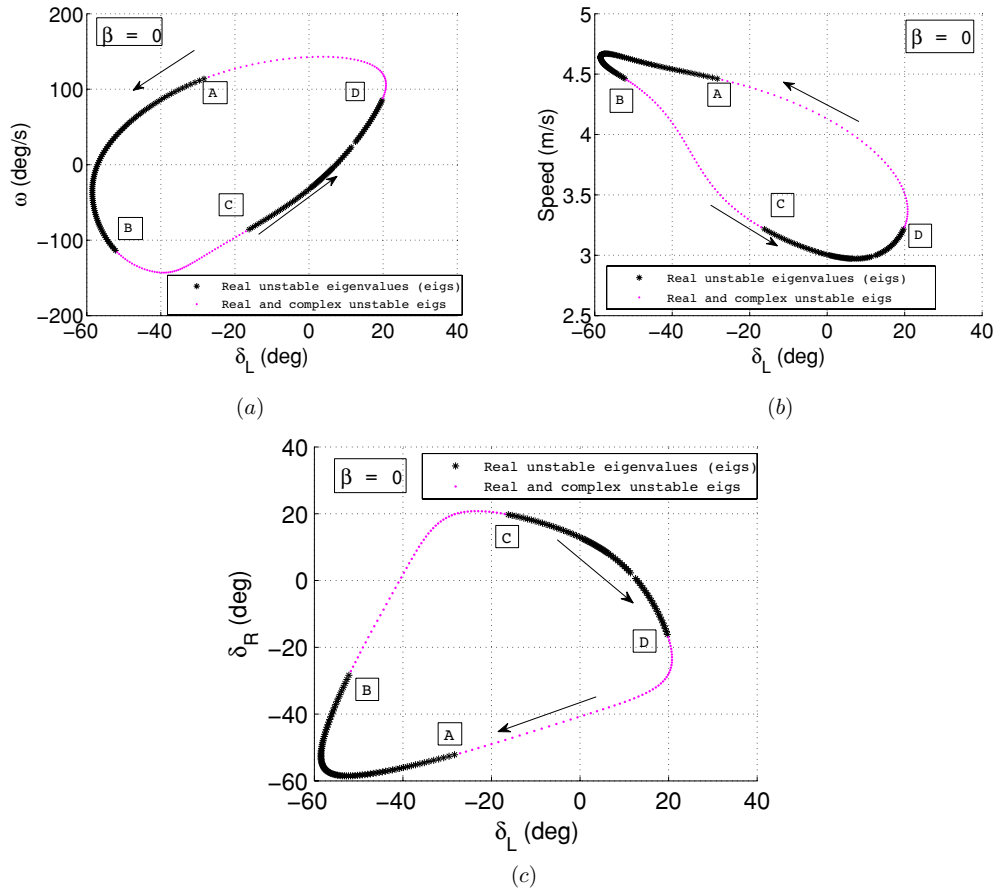 200
100
0
−100
−200
ω (deg/s)
β = 0
A
D
C
B
Real unstable eigenvalues (eigs)
Real and complex unstable eigs
−60 −40 −20 0 20 40
δL (deg)
(a)
5
4.5
4
3.5
3
2.5
Speed (m/s)
β = 0
B
A
C
D
Real unstable eigenvalues (eigs)
Real and complex unstable eigs
−60 −40 −20 0 20 40
δL (deg)
(b)
40
20
0
−20
−40
−60
δR (deg)
β = 0
Real unstable eigenvalues (eigs)
Real and complex unstable eigs
C
D
B
A
−60 −40 −20 0 20 40
δL (deg)
(c)